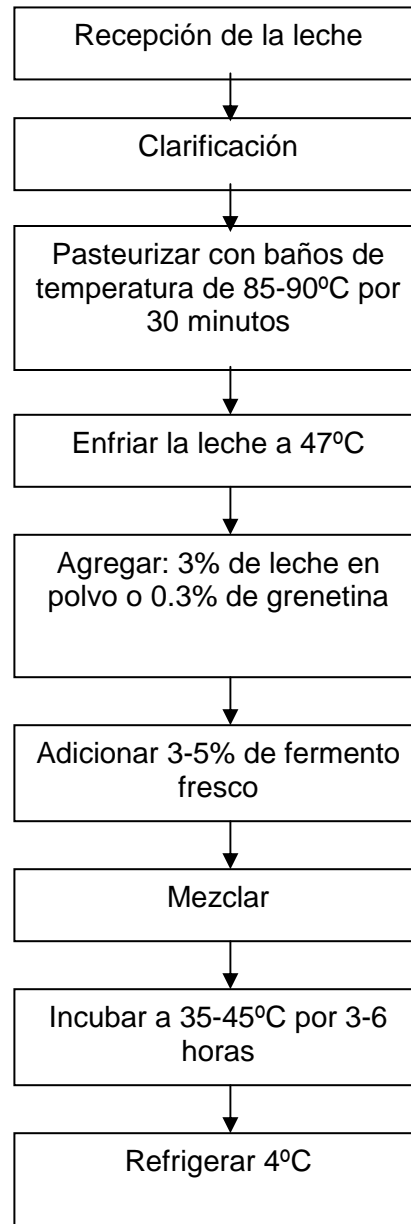 Recepción de la leche
Clarificación
Pasteurizar con baños de
temperatura de 85-90ºC por
30 minutos
Enfriar la leche a 47ºC
Agregar: 3% de leche en
polvo o 0.3% de grenetina
Adicionar 3-5% de fermento
fresco
Mezclar
Incubar a 35-45ºC por 3-6
horas
Refrigerar 4ºC